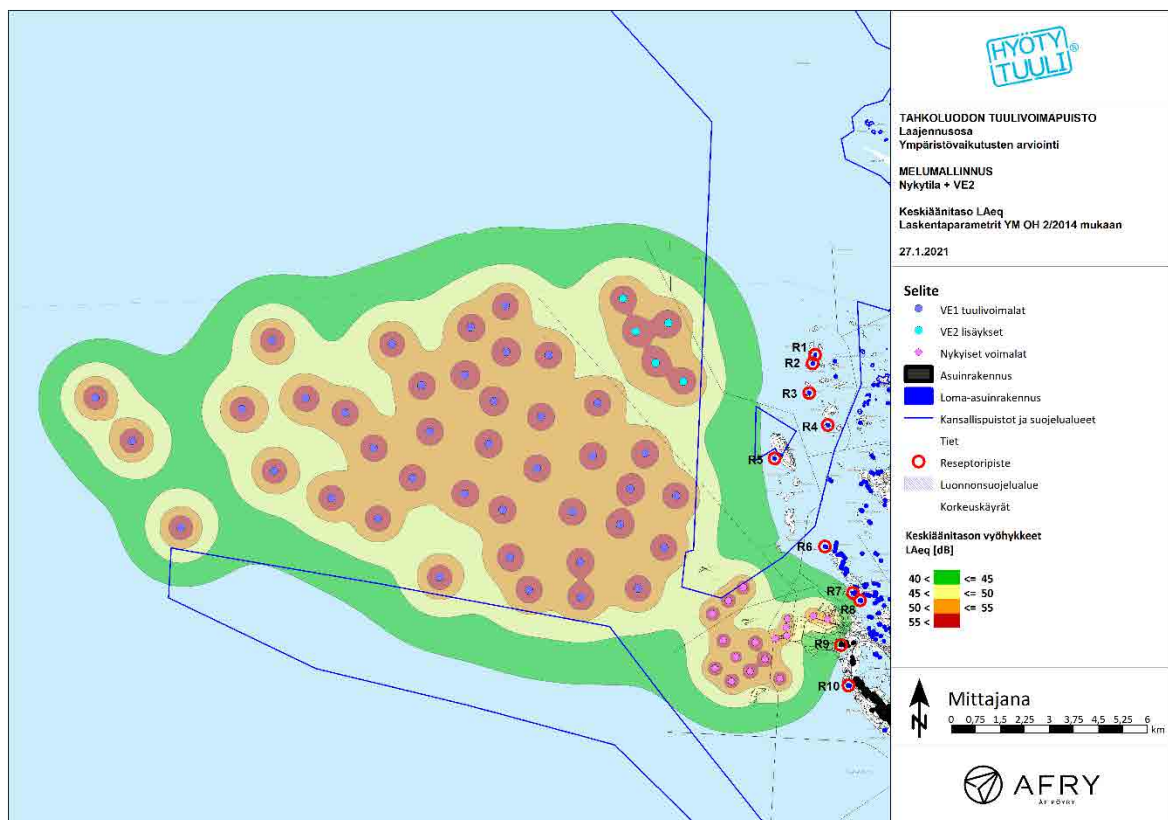 HYÖTY
TUULI®
TAHKOLUODON TUULIVOIMAPUISTO
Laajennusosa
Ympäristövaikutusten arviointi
MELUMALLINNUS
Nykytila + VE2
Keskiäänitaso LAeq
Laskentaparametrit YM OH 2/2014 mukaan
27.1.2021
Selite
VE1 tuulivoimalat
VE2 lisäykset
Nykyiset voimalat
Asuinrakennus
Loma-asuinrakennus
Kansallispuistot ja suojelualueet
Tiet
Reseptoripiste
Luonnonsuojelualue
Korkeuskäyrät
Keskiäänitason vyöhykkeet
LAeq [dB]
40 < <= 45
45 < <= 50
50 < <= 55
55 <
N
Mittajana
0 0,75 1,5 2,25 3 3,75 4,5 5,25 6
km
AFRY
ÅF PÖYRY
R1
R2
R3
R4
R5
R6
R7
R8
R9
R10